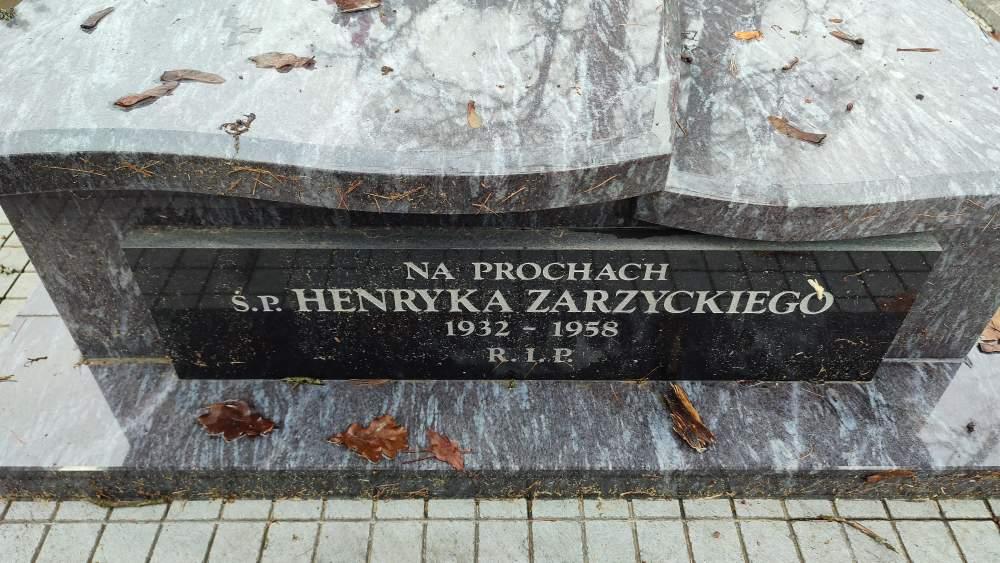 NA PROCHACH
Ś.P. HENRYKA ZARZYCKIEGO
1932 - 1958
R. I. P.